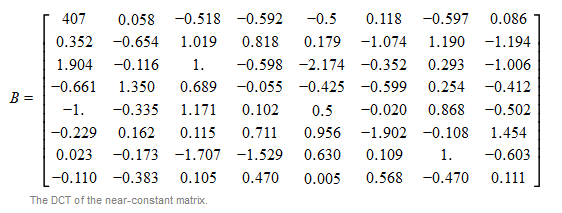 407 0.058 −0.518 −0.592 −0.5 0.118 −0.597 0.086
0.352 −0.654 1.019 0.818 0.179 −1.074 1.190 −1.194
1.904 −0.116 1. −0.598 −2.174 −0.352 0.293 −1.006
−0.661 1.350 0.689 −0.055 −0.425 −0.599 0.254 −0.412
B = −1. −0.335 1.171 0.102 0.5 −0.020 0.868 −0.502
−0.229 0.162 0.115 0.711 0.956 −1.902 −0.108 1.454
0.023 −0.173 −1.707 −1.529 0.630 0.109 1. −0.603
−0.110 −0.383 0.105 0.470 0.005 0.568 −0.470 0.111
The DCT of the near-constant matrix.